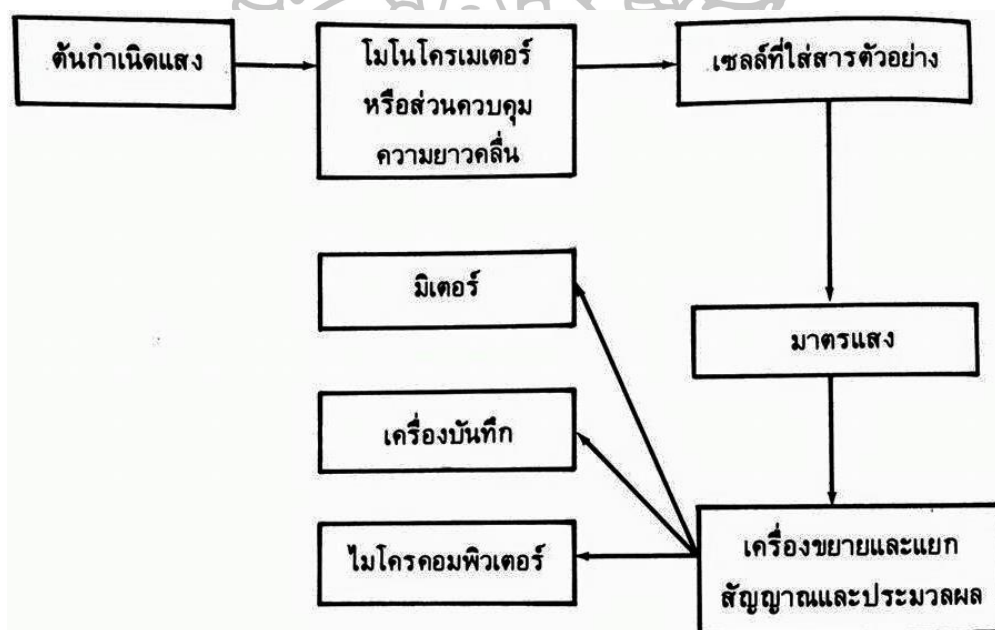 ต้นกำเนิดแสง
โมโนโครเมเตอร์
หรือส่วนควบคุม
ความยาวคลื่น
เซลล์ที่ใส่สารตัวอย่าง
มาตรแสง
เครื่องขยายและแยก
สัญญาณและประมวลผล
มิเตอร์
เครื่องบันทึก
ไมโครคอมพิวเตอร์